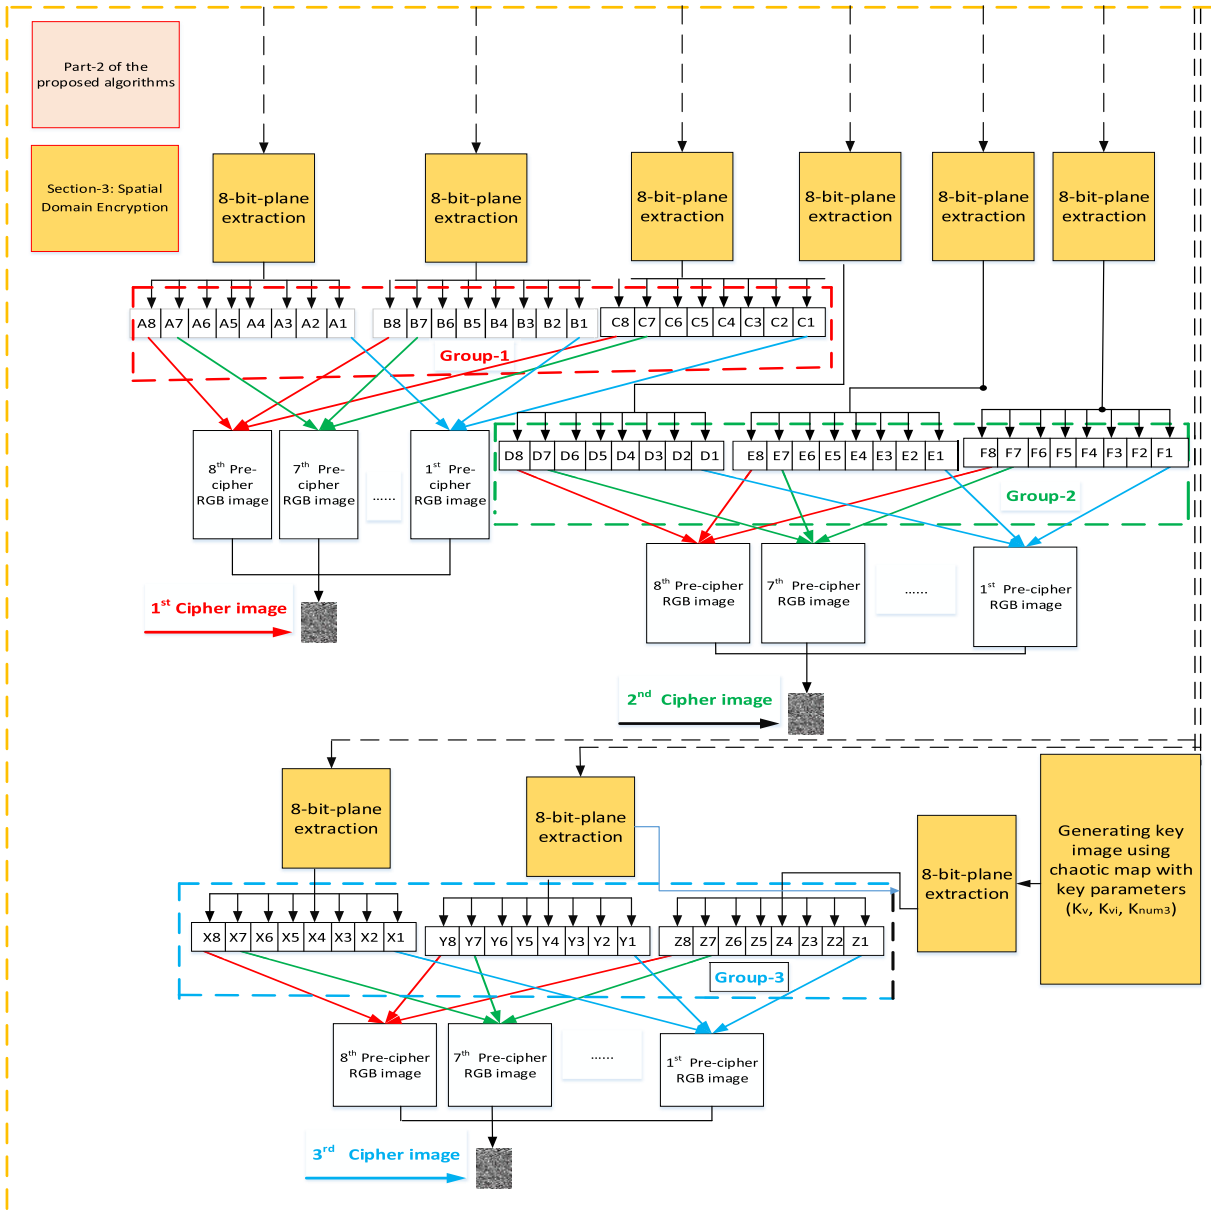 Part-2 of the
proposed algorithms
Section-3: Spatial
Domain Encryption
8-bit-plane
extraction
8-bit-plane
extraction
8-bit-plane
extraction
8-bit-plane
extraction
8-bit-plane
extraction
8-bit-plane
extraction
A8 A7 A6 A5 A4 A3 A2 A1
B8 B7 B6 B5 B4 B3 B2 B1
C8 C7 C6 C5 C4 C3 C2 C1
Group-1
D8 D7 D6 D5 D4 D3 D2 D1
E8 E7 E6 E5 E4 E3 E2 E1
F8 F7 F6 F5 F4 F3 F2 F1
Group-2
8th Pre-
cipher
RGB image
7th Pre-
cipher
RGB image
......
1st Pre-
cipher
RGB image
8th Pre-cipher
RGB image
7th Pre-cipher
RGB image
......
1st Pre-cipher
RGB image
1st Cipher image
2nd Cipher image
8-bit-plane
extraction
8-bit-plane
extraction
8-bit-plane
extraction
Generating key
image using
chaotic map with
key parameters
(Kv, Kvi, Knum3)
X8 X7 X6 X5 X4 X3 X2 X1
Y8 Y7 Y6 Y5 Y4 Y3 Y2 Y1
Z8 Z7 Z6 Z5 Z4 Z3 Z2 Z1
Group-3
8th Pre-cipher
RGB image
7th Pre-cipher
RGB image
......
1st Pre-cipher
RGB image
3rd Cipher image